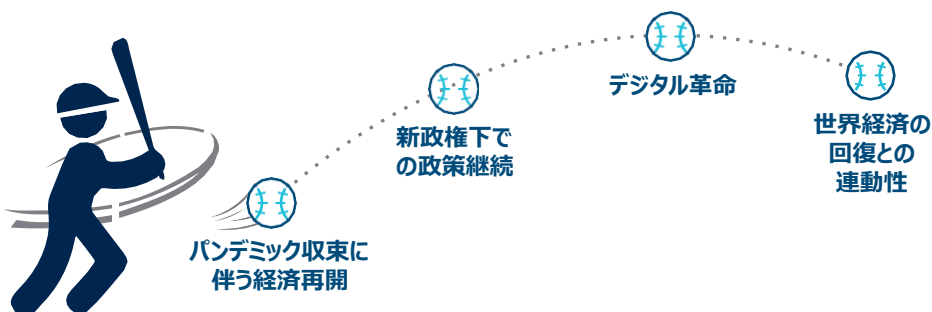 パンデミック収束に
伴う経済再開
新政権下で
の政策継続
デジタル革命
世界経済の
回復との
連動性